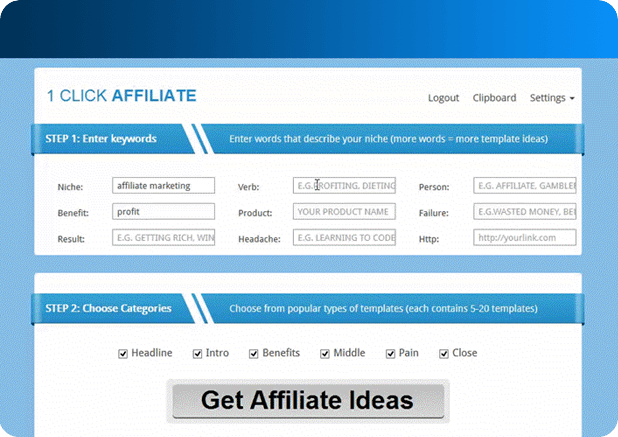 1 CLICK AFFILIATE
Logout Clipboard Settings
STEP 1: Enter keywords Enter words that describe your niche (more words = more template ideas)
Niche: affiliate marketing Verb: E.G. PROFITING, DIETING Person: E.G. AFFILIATE, GAMBLER
Benefit: profit Product: YOUR PRODUCT NAME Failure: E.G.WASTED MONEY, BEI
Result: E.G. GETTING RICH, WIN Headache: E.G. LEARNING TO CODE Http: http://yourlink.com
STEP 2: Choose Categories Choose from popular types of templates (each contains 5-20 templates)
Headline Intro Benefits Middle Pain Close
Get Affiliate Ideas